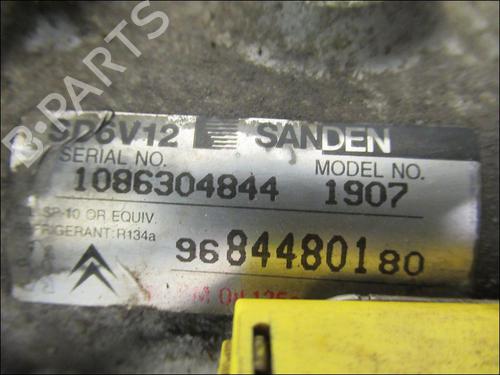 B-PARTS
SD6V12 SANDEN
SERIAL NO. MODEL NO.
1086304844 1907
SP-10 OR EQUIV.
REFRIGERANT: R134a
9684480180